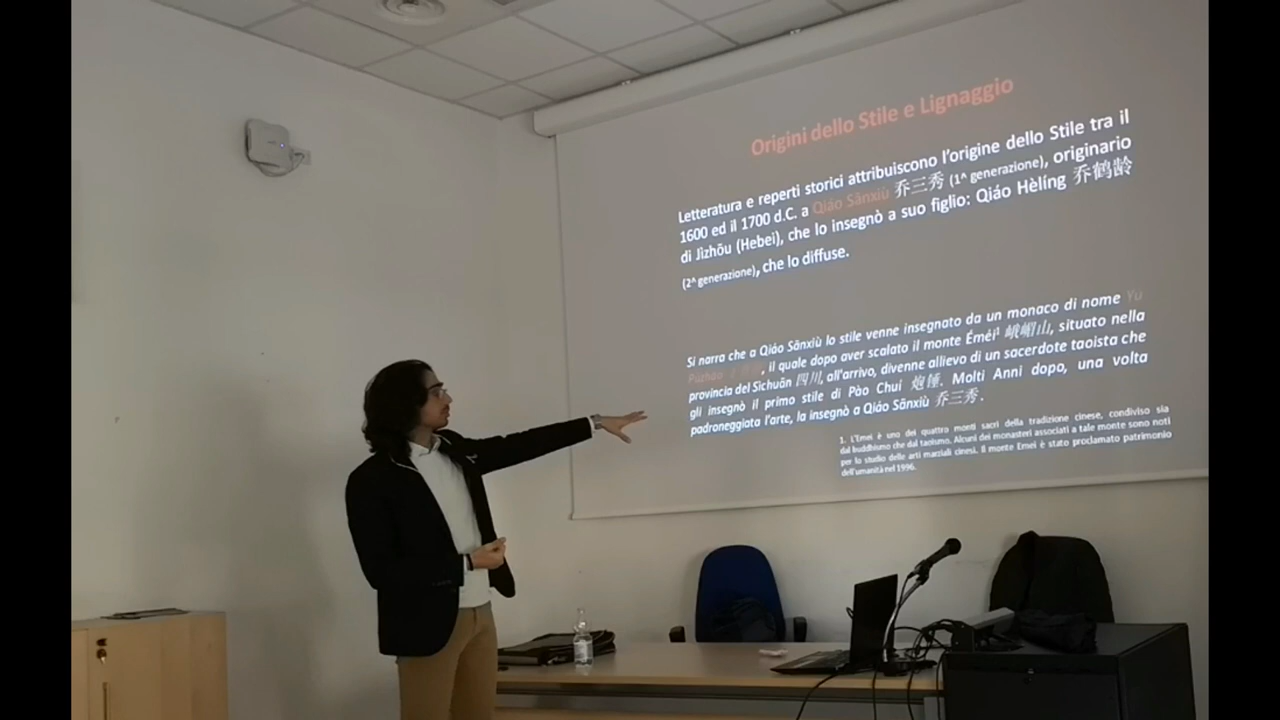 Origini dello Stile e Lignaggio
Letteratura e reperti storici attribuiscono l'origine dello Stile tra il
1600 ed il 1700 d.C. a Qiáo Sānxiù 乔三秀 (1^ generazione), originario
di Jìzhōu (Hebei), che lo insegnò a suo figlio: Qiáo Hèlíng 乔鹤龄
(2^ generazione), che lo diffuse.
Si narra che a Qiáo Sānxiù lo stile venne insegnato da un monaco di nome Yu
, il quale dopo aver scalato il monte Éméi¹ 峨嵋山, situato nella
provincia del Sìchuān 四川, all'arrivo, divenne allievo di un sacerdote taoista che
gli insegnò il primo stile di Pào Chuí 炮锤. Molti Anni dopo, una volta
padroneggiata l'arte, la insegnò a Qiáo Sānxiù 乔三秀.
1. L'Emei è uno dei quattro monti sacri della tradizione cinese, condiviso sia
dal buddhismo che dal taoismo. Alcuni dei monasteri associati a tale monte sono noti
per lo studio delle arti marziali cinesi. Il monte Emei è stato proclamato patrimonio
dell'umanità nel 1996.